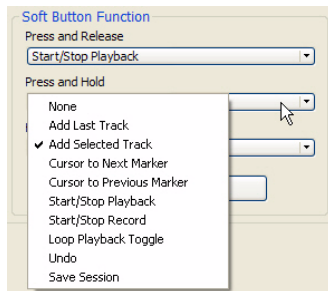 Soft Button Function
Press and Release
Start/Stop Playback
Press and Hold
None
Add Last Track
Add Selected Track
Cursor to Next Marker
Cursor to Previous Marker
Start/Stop Playback
Start/Stop Record
Loop Playback Toggle
Undo
Save Session